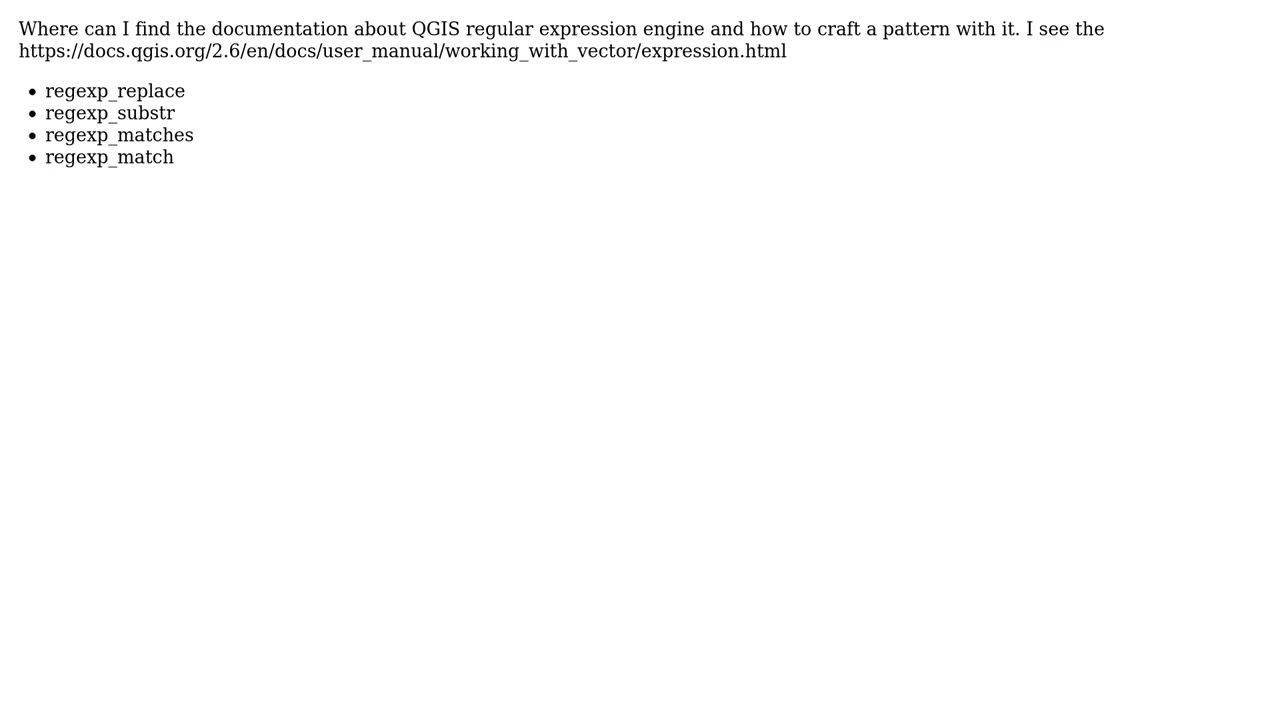 Where can I find the documentation about QGIS regular expression engine and how to craft a pattern with it. I see the
https://docs.qgis.org/2.6/en/docs/user_manual/working_with_vector/expression.html
• regexp_replace
• regexp_substr
• regexp_matches
• regexp_match